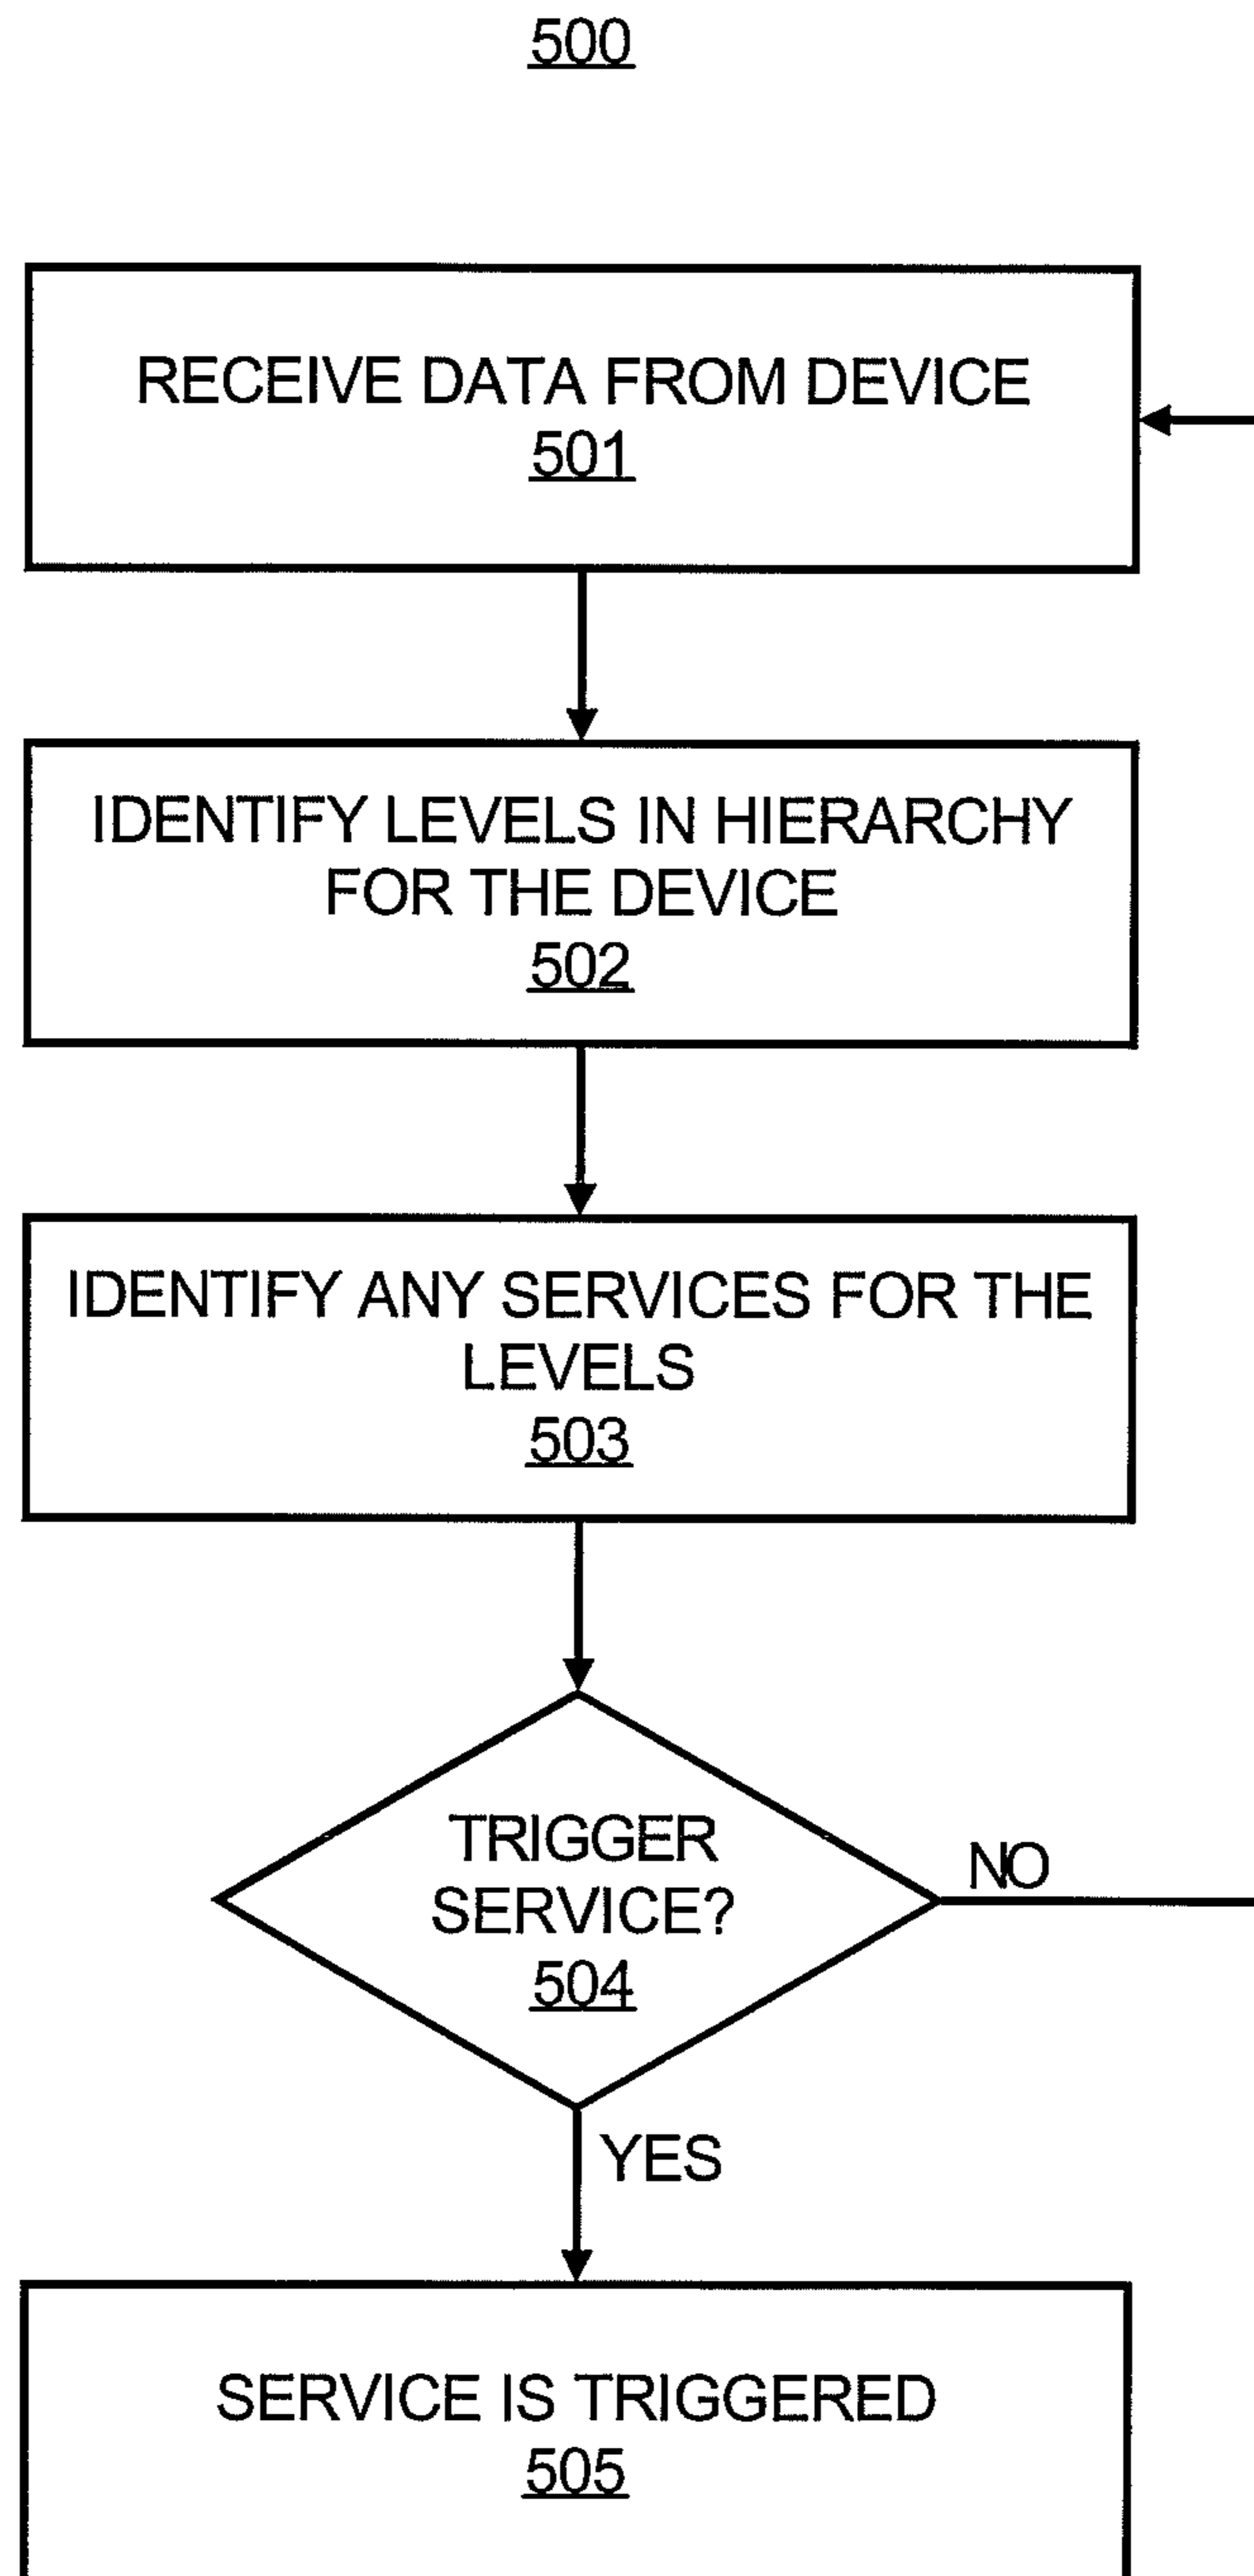 500
RECEIVE DATA FROM DEVICE
501
IDENTIFY LEVELS IN HIERARCHY
FOR THE DEVICE
502
IDENTIFY ANY SERVICES FOR THE
LEVELS
503
TRIGGER
SERVICE?
504
NO
YES
SERVICE IS TRIGGERED
505